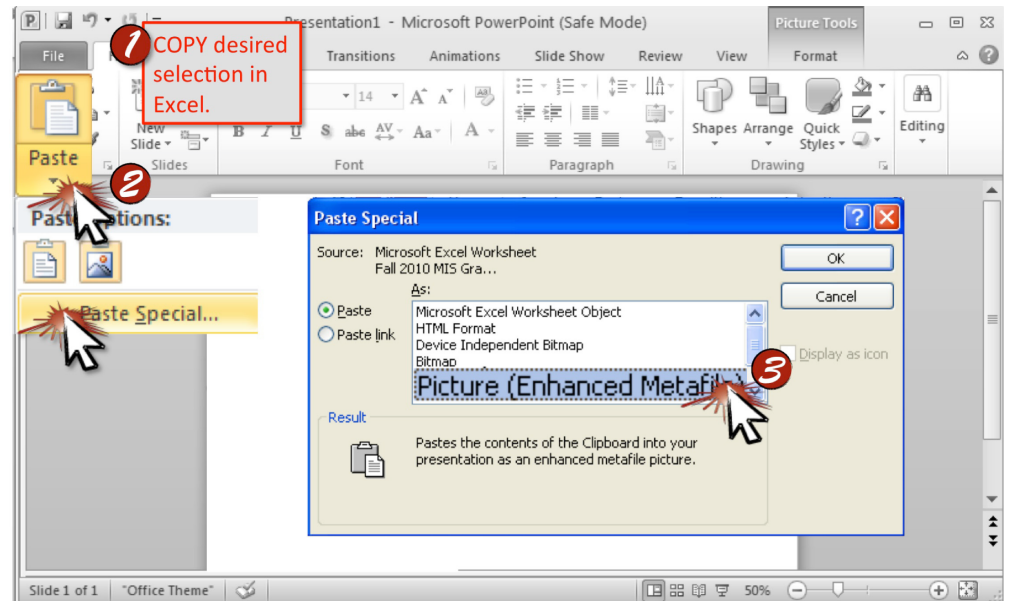 Presentation1 - Microsoft PowerPoint (Safe Mode)
Picture Tools
1
COPY desired
selection in
Excel.
File
Transitions
Animations
Slide Show
Review
View
Format
Paste
New
Slide
Slides
14
B I U S abc AV Aa A
Font
Paragraph
Shapes
Arrange
Quick
Styles
Drawing
Editing
2
Paste Options:
Paste Special...
Paste Special
Source: Microsoft Excel Worksheet
Fall 2010 MIS Gra...
As:
Paste
Paste link
Microsoft Excel Worksheet Object
HTML Format
Device Independent Bitmap
Bitmap
Picture (Enhanced Metafile)
3
OK
Cancel
Display as icon
Result
Pastes the contents of the Clipboard into your
presentation as an enhanced metafile picture.
Slide 1 of 1
"Office Theme"
50%